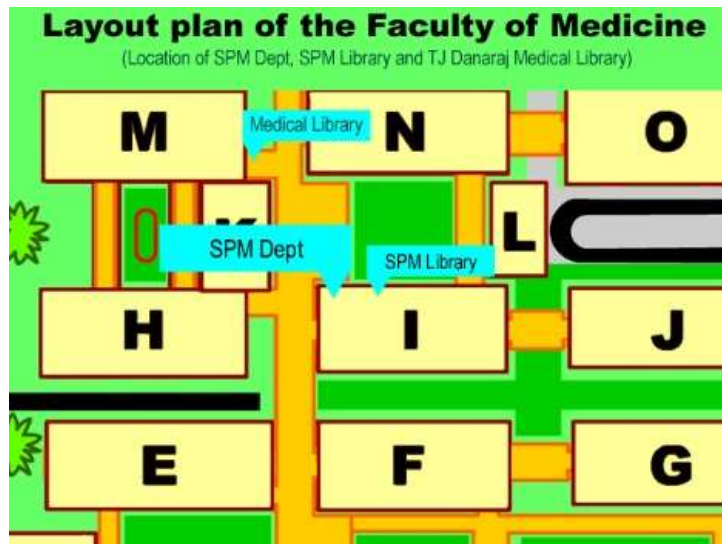 Layout plan of the Faculty of Medicine
(Location of SPM Dept, SPM Library and TJ Danaraj Medical Library)
M
Medical Library
N
O
K
L
SPM Dept
SPM Library
H
I
J
E
F
G